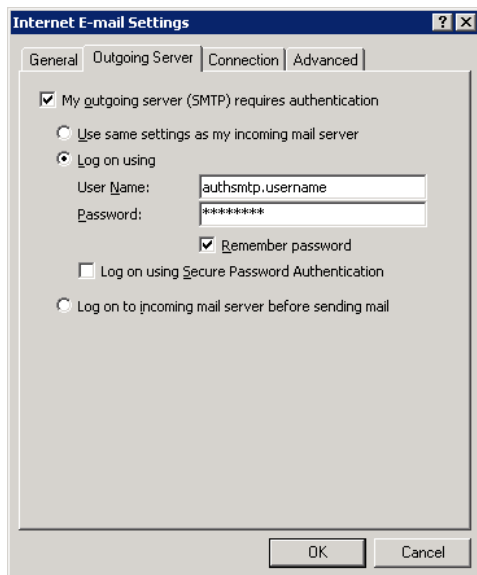 Internet E-mail Settings
General Outgoing Server Connection Advanced
My outgoing server (SMTP) requires authentication
Use same settings as my incoming mail server
Log on using
User Name: authsmtp.username
Password: ********
Remember password
Log on using Secure Password Authentication
Log on to incoming mail server before sending mail
OK Cancel